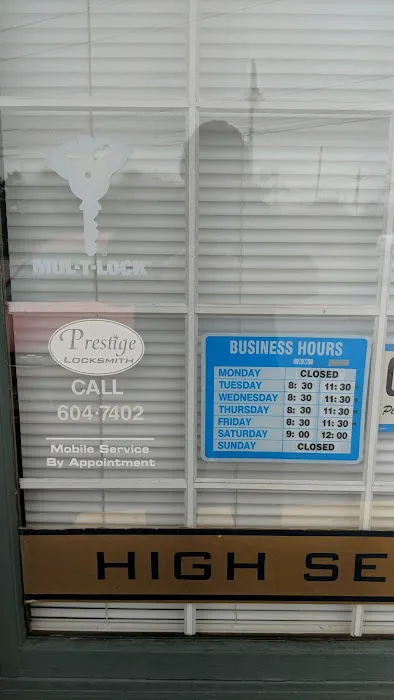 MUL-T-LOCK
Prestige
LOCKSMITH
CALL
604-7402
Mobile Service
By Appointment
BUSINESS HOURS
A.M.
MONDAY CLOSED
TUESDAY 8: 30 11: 30
WEDNESDAY 8: 30 11: 30
THURSDAY 8: 30 11: 30
FRIDAY 8: 30 11: 30
SATURDAY 9: 00 12: 00
SUNDAY CLOSED
HIGH SE